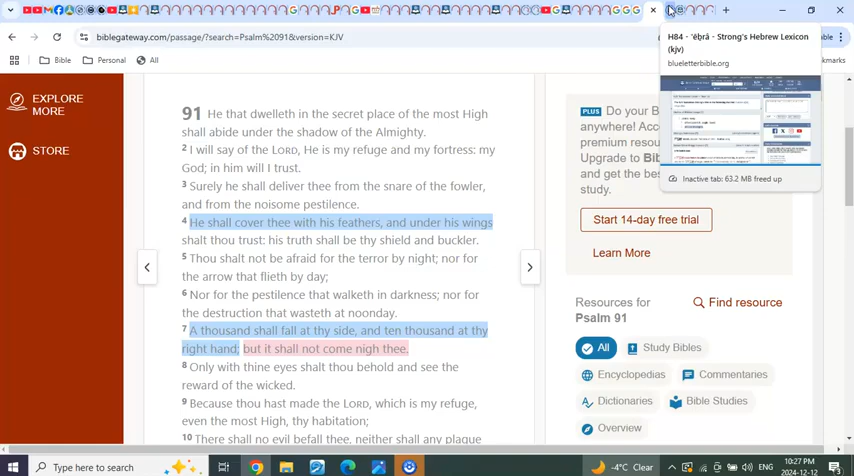 biblegateway.com/passage/?search=Psalm%2091&version=KJV
Bible
Phone
All
H84 - 'ēḇrâ - Strong's Hebrew Lexicon
(kjv)
blueletterbible.org
Inactive tab: 63.2 MB freed up
EXPLORE
MORE
STORE
91 He that dwelleth in the secret place of the most High
shall abide under the shadow of the Almighty.
2 I will say of the LORD, He is my refuge and my fortress: my
God; in him will I trust.
3 Surely he shall deliver thee from the snare of the fowler,
and from the noisome pestilence.
4 He shall cover thee with his feathers, and under his wings
shalt thou trust: his truth shall be thy shield and buckler.
5 Thou shalt not be afraid for the terror by night; nor for
the arrow that flieth by day;
6 Nor for the pestilence that walketh in darkness; nor for
the destruction that wasteth at noonday.
7 A thousand shall fall at thy side, and ten thousand at thy
right hand; but it shall not come nigh thee.
8 Only with thine eyes shalt thou behold and see the
reward of the wicked.
9 Because thou hast made the LORD, which is my refuge,
even the most High, thy habitation;
10 There shall no evil befall thee, neither shall any plague
PLUS Do your B
anywhere! Acc
premium resou
Upgrade to Bib
and get the bes
study.
Start 14-day free trial
Learn More
Resources for
Psalm 91
Find resource
All
Study Bibles
Encyclopedias
Commentaries
Dictionaries
Bible Studies
Overview
Type here to search
-4°C Clear
ENG
10:27 PM
2024-12-12
3